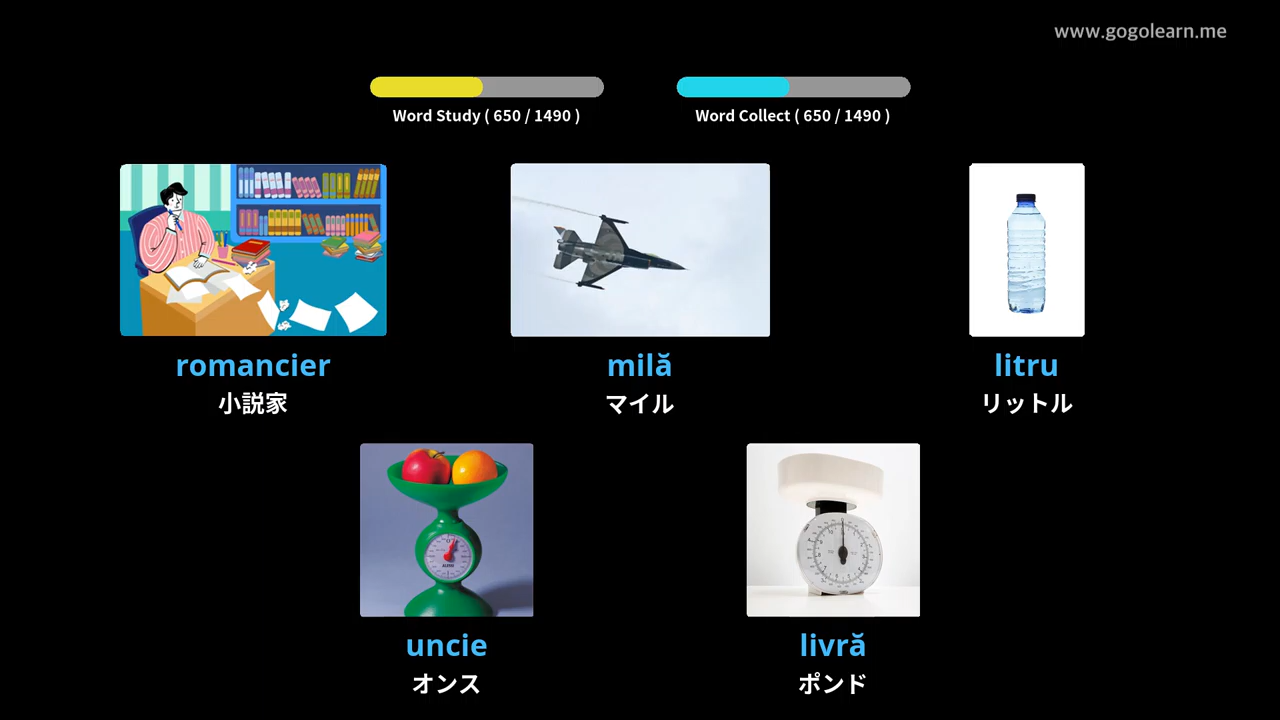 www.gogolearn.me
Word Study ( 650 / 1490 )
Word Collect ( 650 / 1490 )
romancier
小説家
milă
マイル
litru
リットル
uncie
オンス
livră
ポンド